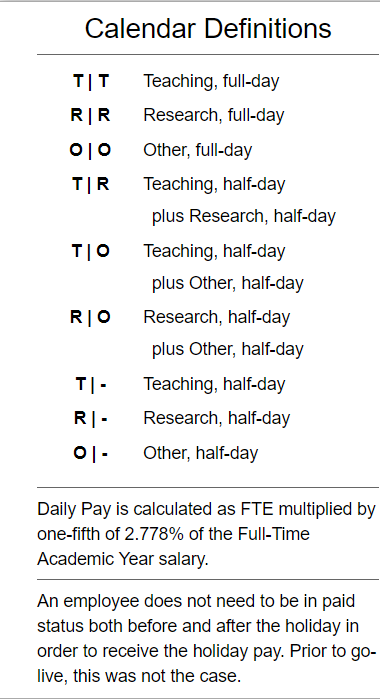 Calendar Definitions
T | T Teaching, full-day
R | R Research, full-day
O | O Other, full-day
T | R Teaching, half-day
plus Research, half-day
T | O Teaching, half-day
plus Other, half-day
R | O Research, half-day
plus Other, half-day
T | - Teaching, half-day
R | - Research, half-day
O | - Other, half-day
Daily Pay is calculated as FTE multiplied by
one-fifth of 2.778% of the Full-Time
Academic Year salary.
An employee does not need to be in paid
status both before and after the holiday in
order to receive the holiday pay. Prior to go-
live, this was not the case.